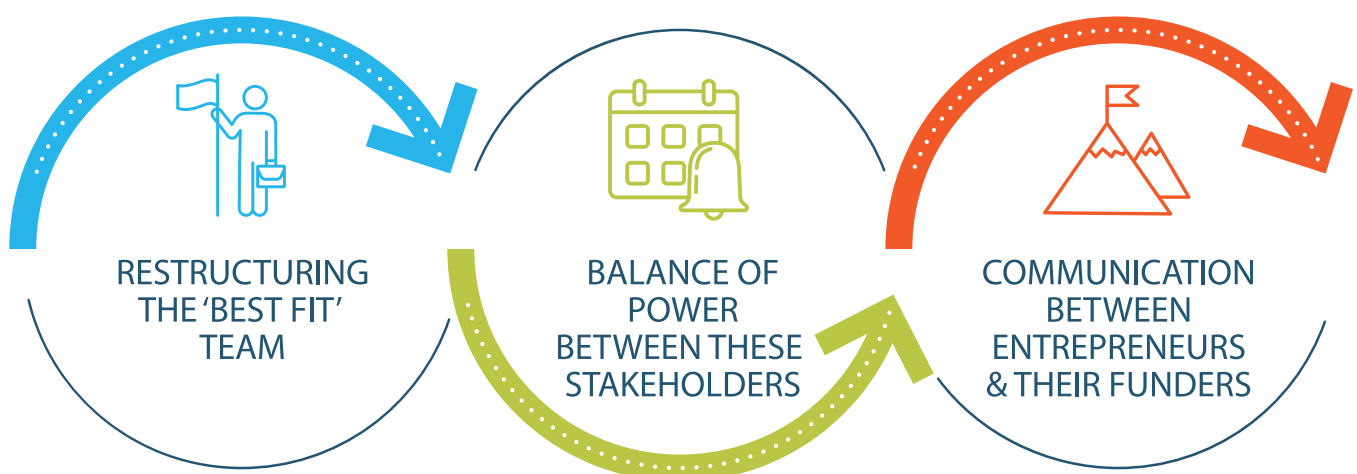 RESTRUCTURING
THE ‘BEST FIT’
TEAM
BALANCE OF
POWER
BETWEEN THESE
STAKEHOLDERS
COMMUNICATION
BETWEEN
ENTREPRENEURS
& THEIR FUNDERS